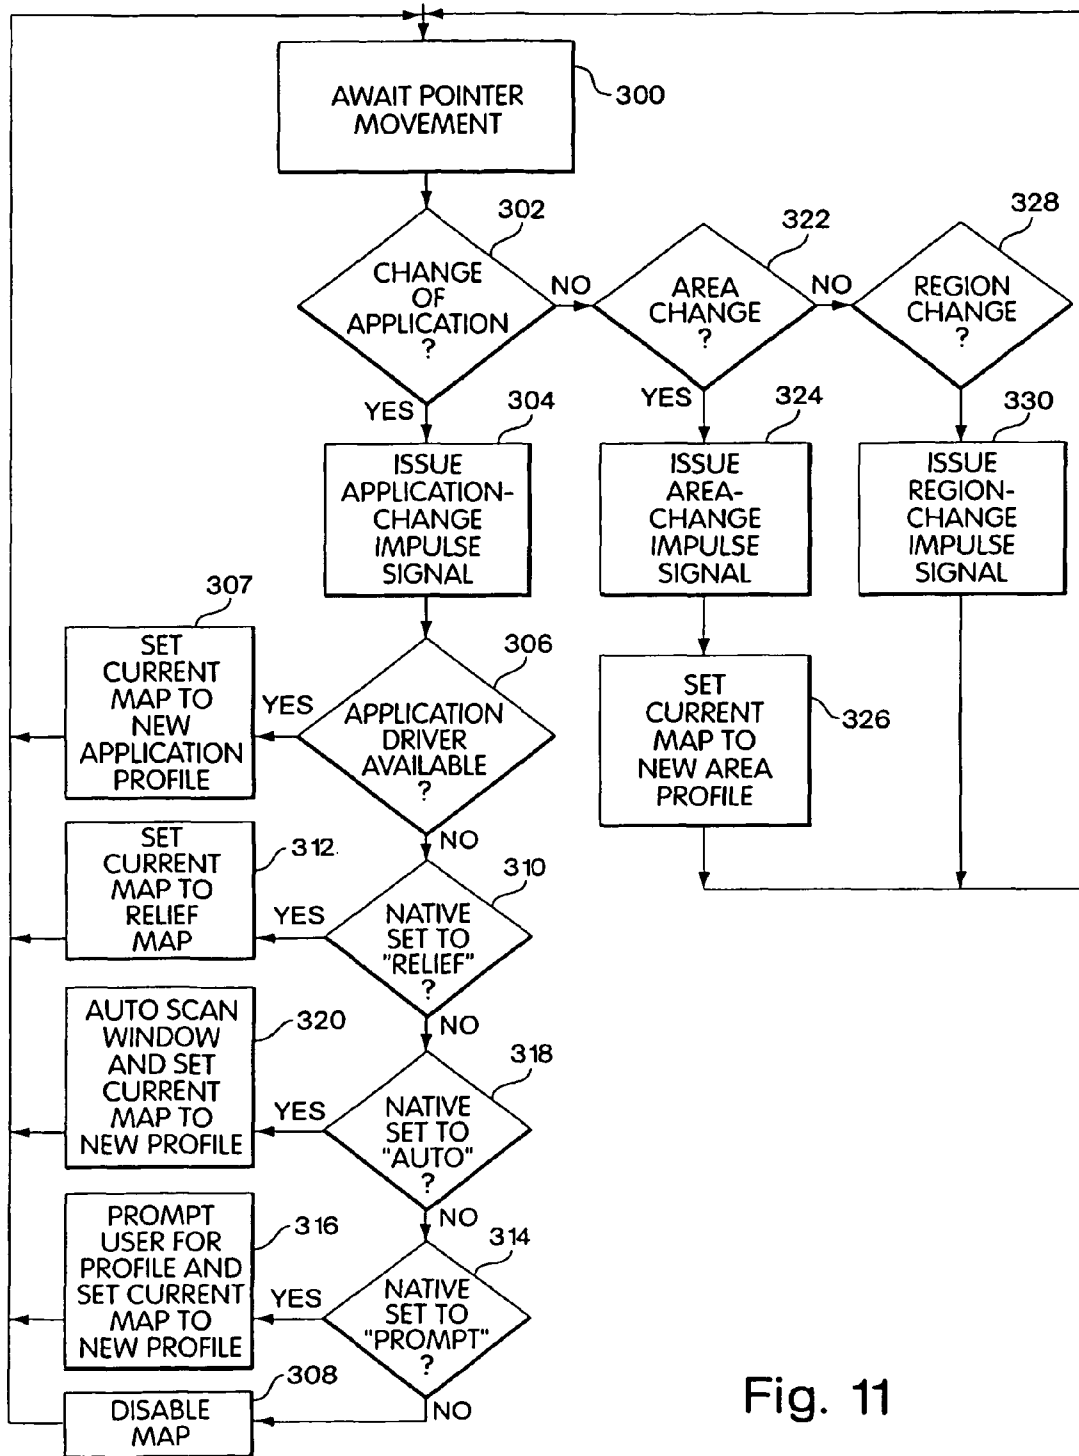 AWAIT POINTER
MOVEMENT
300
302
CHANGE
OF
APPLICATION
?
NO
YES
322
AREA
CHANGE
?
NO
YES
328
REGION
CHANGE
?
304
ISSUE
APPLICATION-
CHANGE
IMPULSE
SIGNAL
324
ISSUE
AREA-
CHANGE
IMPULSE
SIGNAL
330
ISSUE
REGION-
CHANGE
IMPULSE
SIGNAL
307
SET
CURRENT
MAP TO
NEW
APPLICATION
PROFILE
YES
306
APPLICATION
DRIVER
AVAILABLE
?
NO
SET
CURRENT
MAP TO
NEW AREA
PROFILE
326
SET
CURRENT
MAP TO
RELIEF
MAP
312
YES
310
NATIVE
SET TO
"RELIEF"
?
NO
AUTO SCAN
WINDOW
AND SET
CURRENT
MAP TO
NEW PROFILE
320
YES
318
NATIVE
SET TO
"AUTO"
?
NO
PROMPT
USER FOR
PROFILE AND
SET CURRENT
MAP TO
NEW PROFILE
316
YES
314
NATIVE
SET TO
"PROMPT"
?
NO
308
DISABLE
MAP
Fig. 11